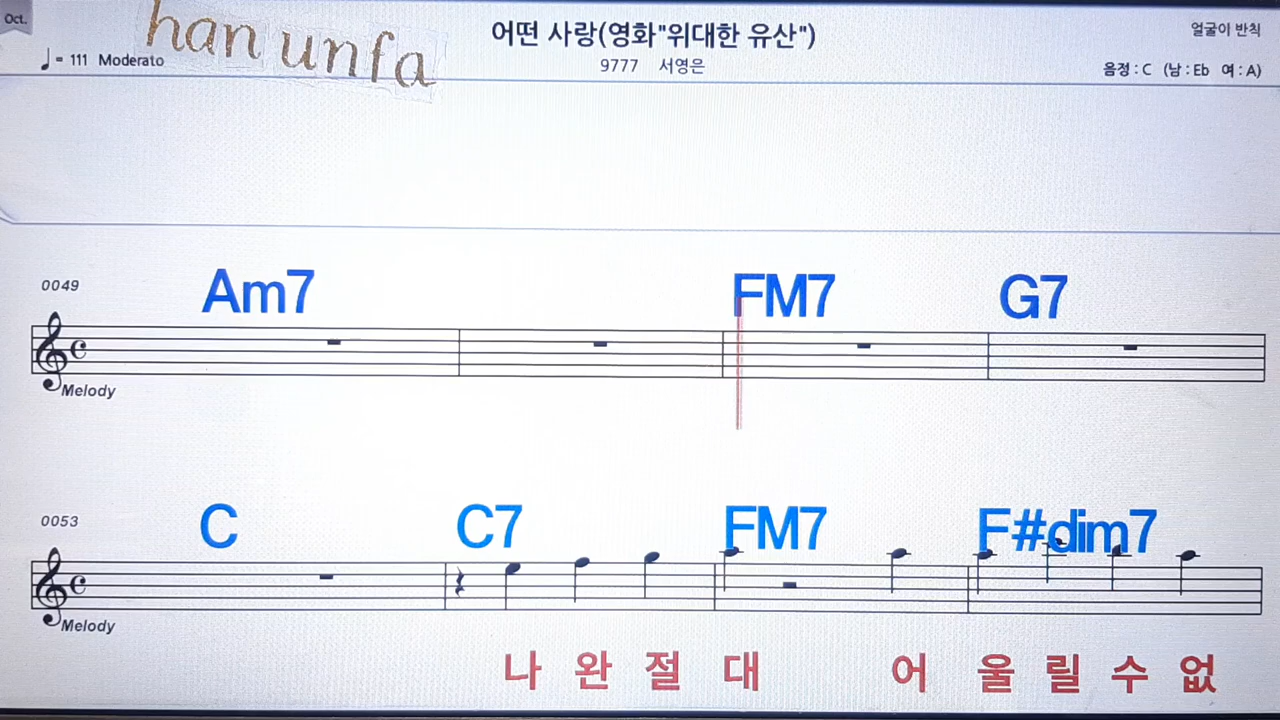 Oct.
han unfa
어떤 사랑(영화"위대한 유산")
얼굴이 반칙
♩= 111 Moderato
9777 서영은
음정 : C (남 : Eb 여 : A)
0049 Am7 FM7 G7
Melody
0053 C C7 FM7 F#dim7
Melody
나 완 절 대 어 울 릴 수 없